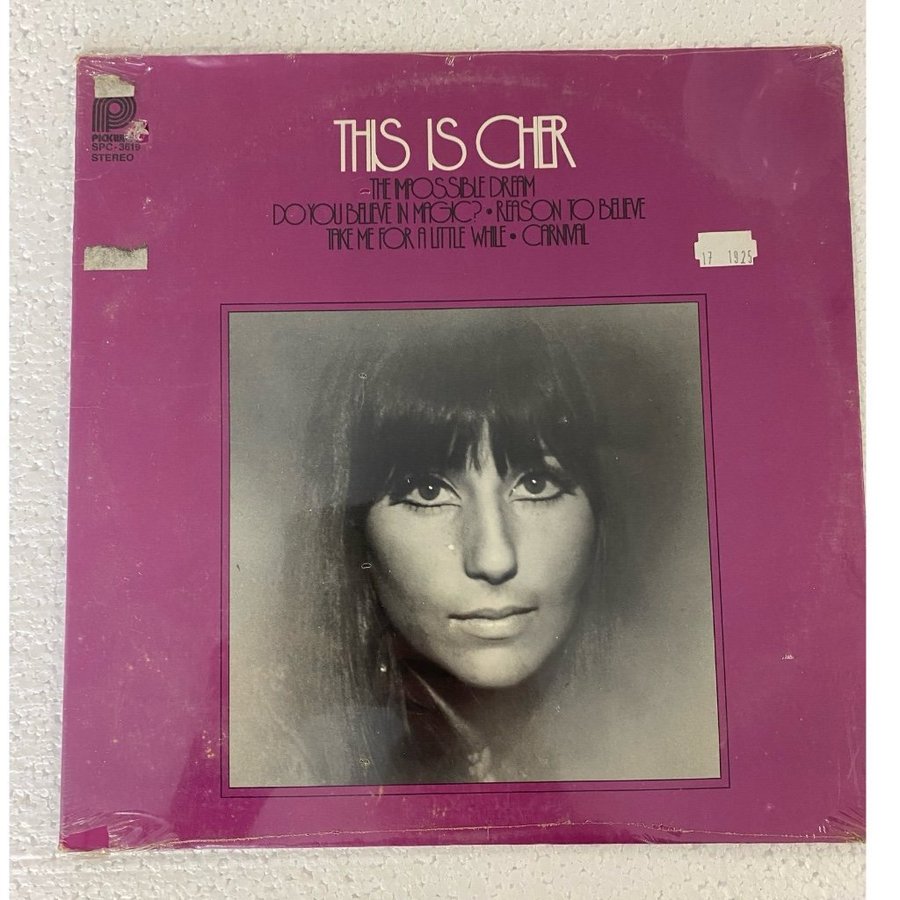 PICKWICK
SPC-3619
STEREO
THIS IS CHER
THE IMPOSSIBLE DREAM
DO YOU BELIEVE IN MAGIC? • REASON TO BELIEVE
TAKE ME FOR A LITTLE WHILE • CARNIVAL
17 1925